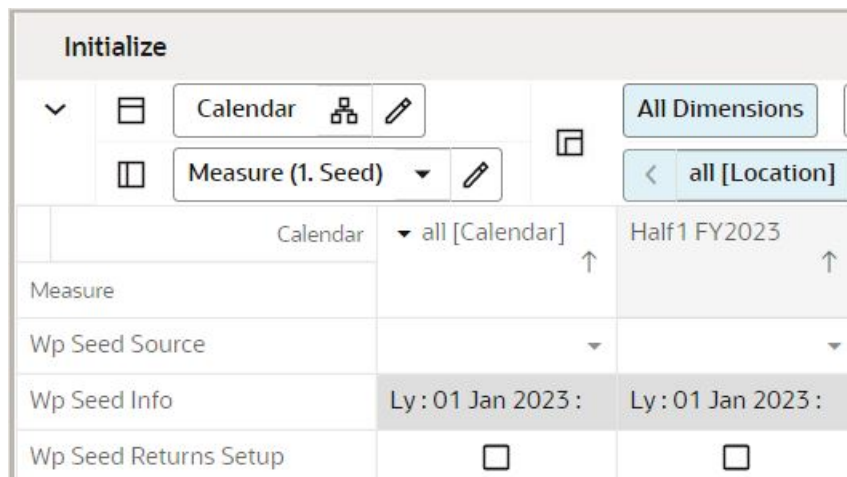 Initialize
Calendar
All Dimensions
Measure (1. Seed)
all [Location]
Calendar
all [Calendar]
Half1 FY2023
Measure
Wp Seed Source
Wp Seed Info
Ly : 01 Jan 2023 :
Ly : 01 Jan 2023 :
Wp Seed Returns Setup